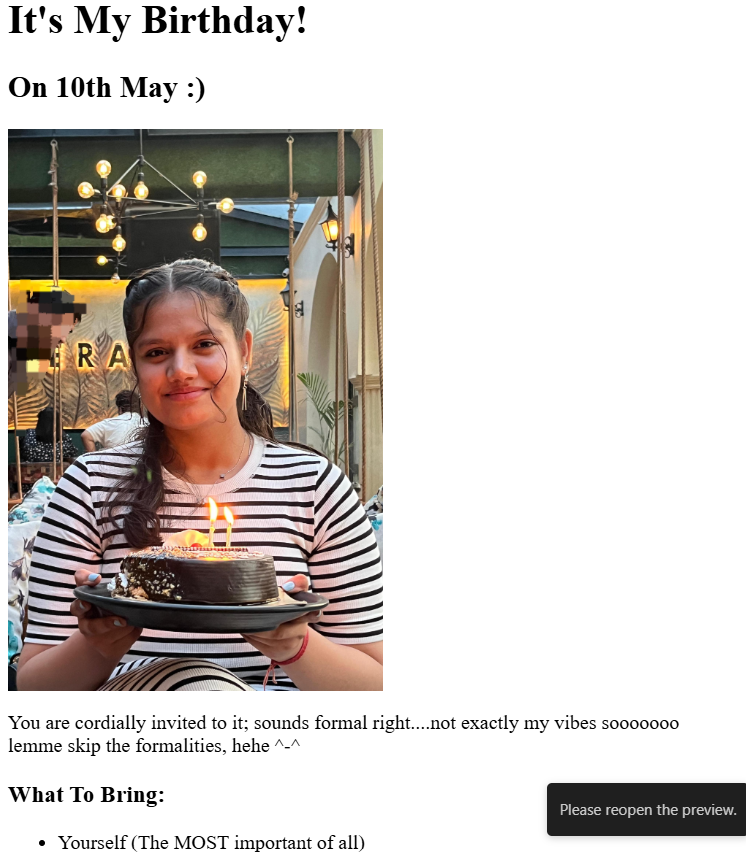 It's My Birthday!
On 10th May :)
ERA
You are cordially invited to it; sounds formal right....not exactly my vibes sooooooo
lemme skip the formalities, hehe ^-^
What To Bring:
Please reopen the preview.
• Yourself (The MOST important of all)